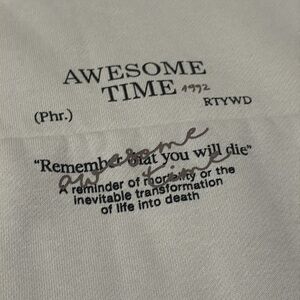 AWESOME
TIME 1992
RTYWD
(Phr.)
awesome
"Remember that you will die"
time
A reminder of mortality or the
inevitable transformation
of life into death